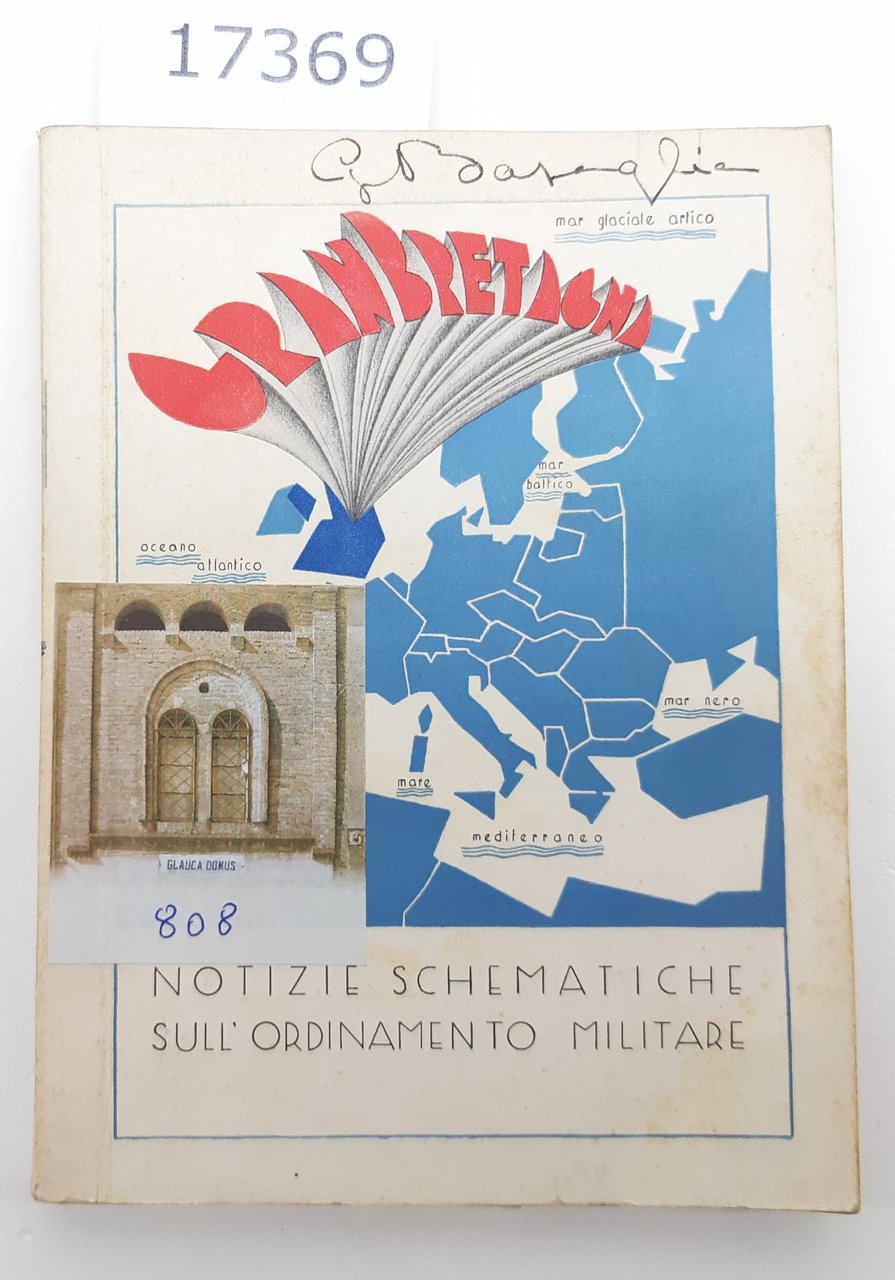 17369
mar glaciale artico
GRAN BRETAGNA
mar
baltico
oceano
atlantico
mar nero
mare
mediterraneo
GLAUCA DOMUS
808
NOTIZIE SCHEMATICHE
SULL' ORDINAMENTO MILITARE